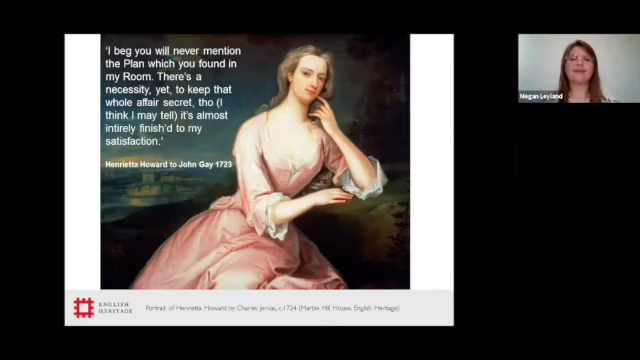 ‘I beg you will never mention
the Plan which you found in
my Room. There's a
necessity, yet, to keep that
whole affair secret, tho (I
think I may tell) it's almost
intirely finish'd to my
satisfaction.’
Henrietta Howard to John Gay 1723
Megan Leyland
ENGLISH
HERITAGE
Portrait of Henrietta Howard by Charles Jervas, c.1724 (Marble Hill House, English Heritage)